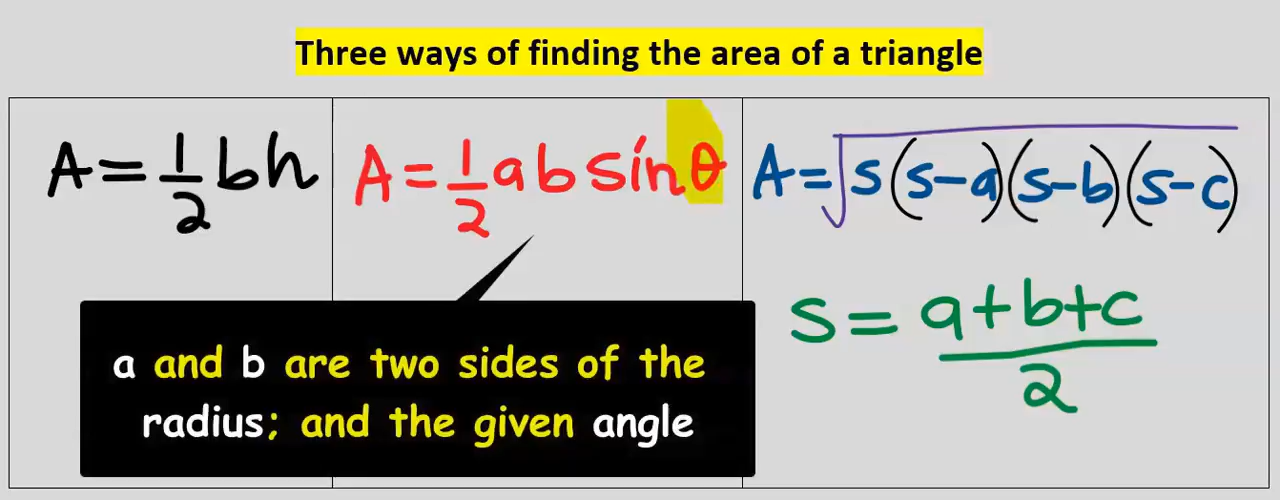 Three ways of finding the area of a triangle
A = 1/2 bh
A = 1/2 ab sin θ
A = √s(s-a)(s-b)(s-c)
s = a+b+c/2
a and b are two sides of the
radius; and the given angle